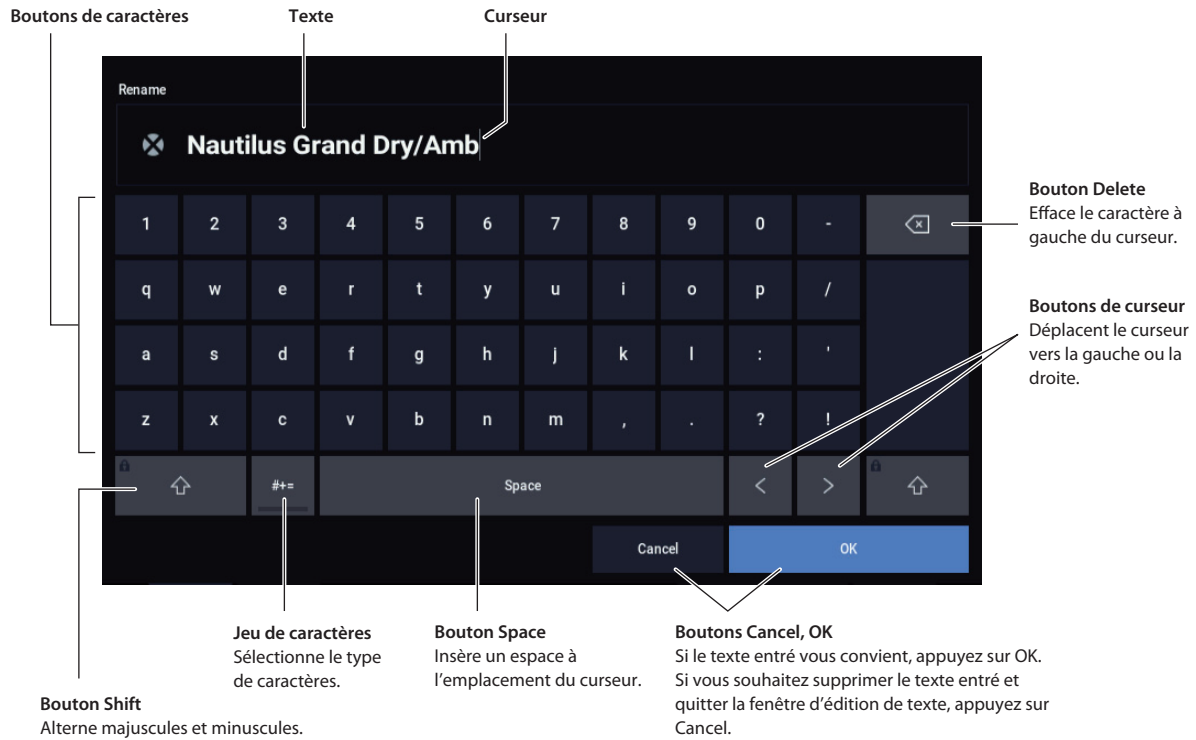 Boutons de caractères Texte Curseur
Rename
Nautilus Grand Dry/Amb
Bouton Delete
Efface le caractère à
gauche du curseur.
1 2 3 4 5 6 7 8 9 0 -
q w e r t y u i o p /
Boutons de curseur
Déplacent le curseur
vers la gauche ou la
droite.
a s d f g h j k l : '
z x c v b n m , . ? !
#+= Space < >
Cancel OK
Jeu de caractères
Sélectionne le type
de caractères.
Bouton Space
Insère un espace à
l’emplacement du curseur.
Boutons Cancel, OK
Si le texte entré vous convient, appuyez sur OK.
Si vous souhaitez supprimer le texte entré et
quitter la fenêtre d’édition de texte, appuyez sur
Cancel.
Bouton Shift
Alterne majuscules et minuscules.